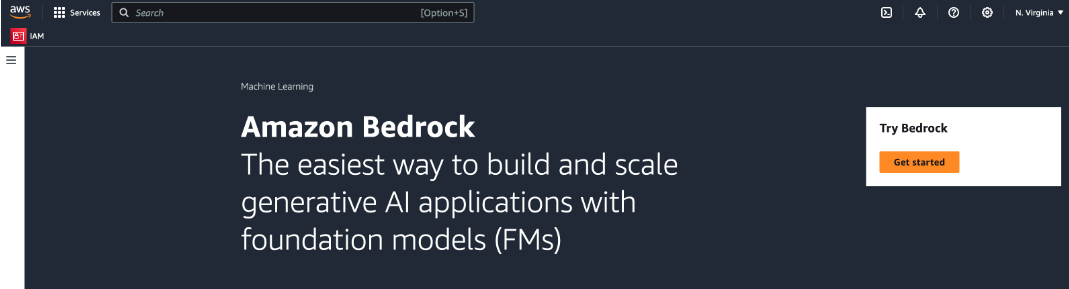 aws
Services
Search
[Option+S]
N. Virginia
IAM
Machine Learning
Amazon Bedrock
The easiest way to build and scale
generative AI applications with
foundation models (FMs)
Try Bedrock
Get started